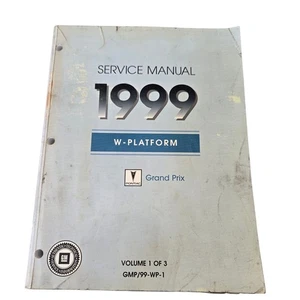 SERVICE MANUAL
1999
W-PLATFORM
Grand Prix
VOLUME 1 OF 3
GMP/99-WP-1